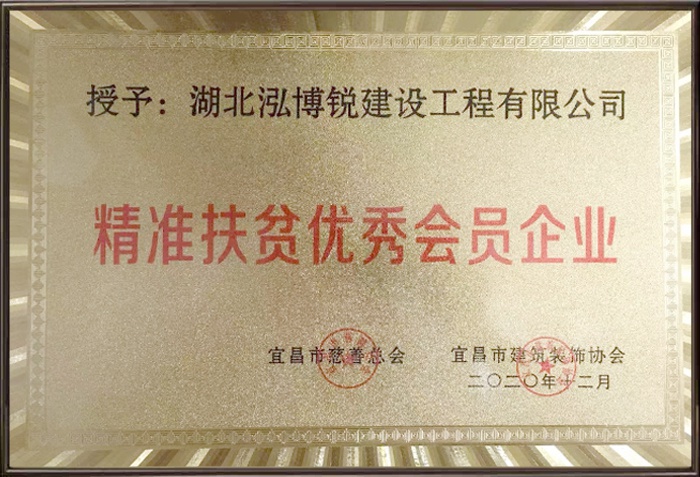 授予：湖北泓博锐建设工程有限公司
精准扶贫优秀会员企业
宜昌市慈善总会
宜昌市建筑装饰协会
二〇二〇年十二月